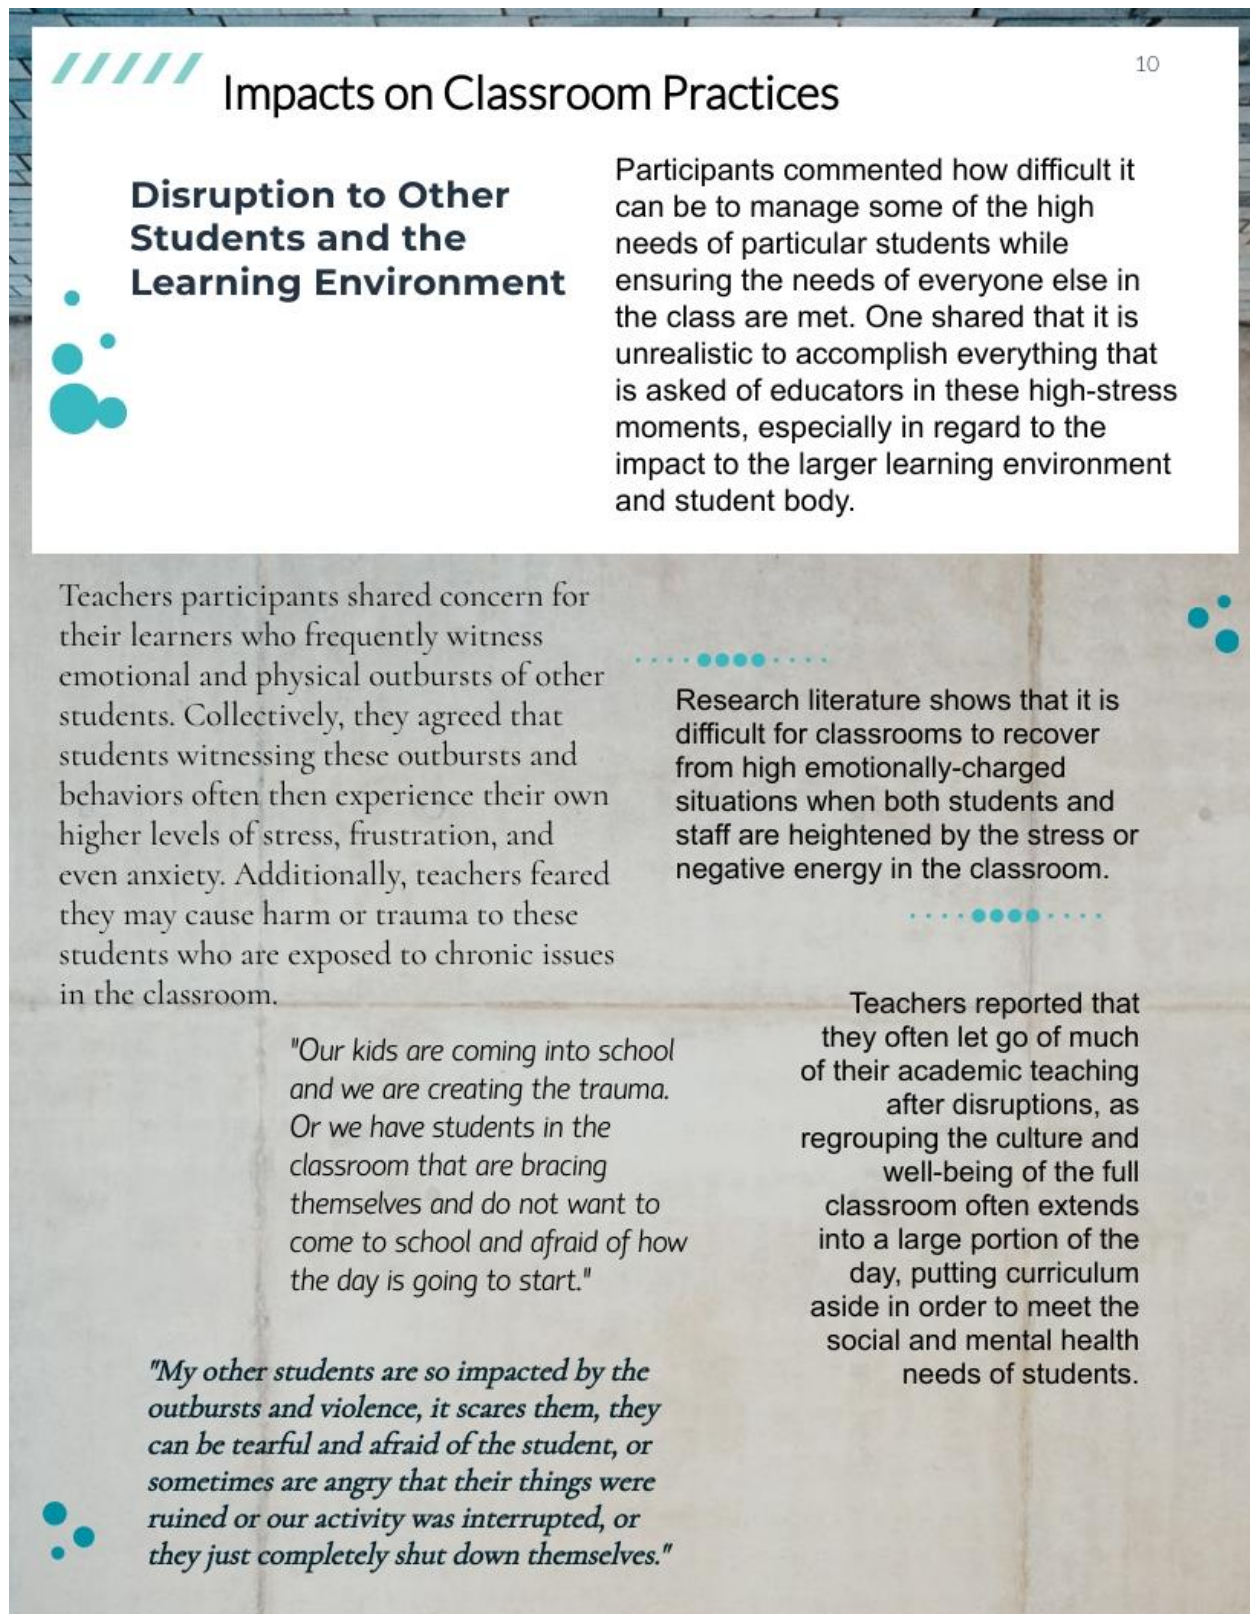 10
Impacts on Classroom Practices
Disruption to Other
Students and the
Learning Environment
Participants commented how difficult it
can be to manage some of the high
needs of particular students while
ensuring the needs of everyone else in
the class are met. One shared that it is
unrealistic to accomplish everything that
is asked of educators in these high-stress
moments, especially in regard to the
impact to the larger learning environment
and student body.
Teachers participants shared concern for
their learners who frequently witness
emotional and physical outbursts of other
students. Collectively, they agreed that
students witnessing these outbursts and
behaviors often then experience their own
higher levels of stress, frustration, and
even anxiety. Additionally, teachers feared
they may cause harm or trauma to these
students who are exposed to chronic issues
in the classroom.
Research literature shows that it is
difficult for classrooms to recover
from high emotionally-charged
situations when both students and
staff are heightened by the stress or
negative energy in the classroom.
"Our kids are coming into school
and we are creating the trauma.
Or we have students in the
classroom that are bracing
themselves and do not want to
come to school and afraid of how
the day is going to start."
Teachers reported that
they often let go of much
of their academic teaching
after disruptions, as
regrouping the culture and
well-being of the full
classroom often extends
into a large portion of the
day, putting curriculum
aside in order to meet the
social and mental health
needs of students.
"My other students are so impacted by the
outbursts and violence, it scares them, they
can be tearful and afraid of the student, or
sometimes are angry that their things were
ruined or our activity was interrupted, or
they just completely shut down themselves."